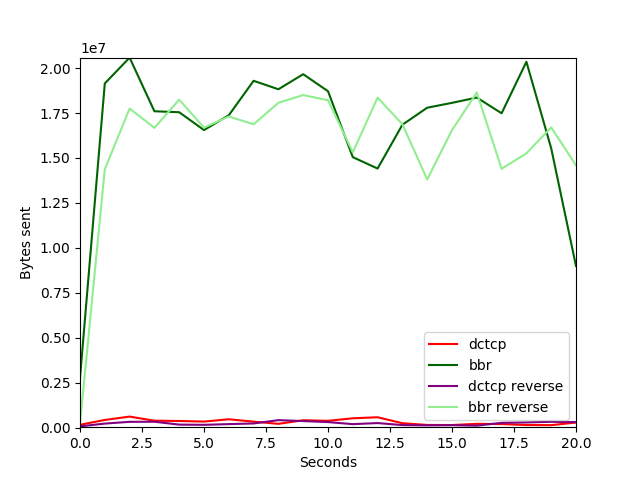 1e7
2.00
1.75
1.50
1.25
1.00
0.75
0.50
0.25
0.00
Bytes sent
0.0 2.5 5.0 7.5 10.0 12.5 15.0 17.5 20.0
Seconds
dctcp
bbr
dctcp reverse
bbr reverse